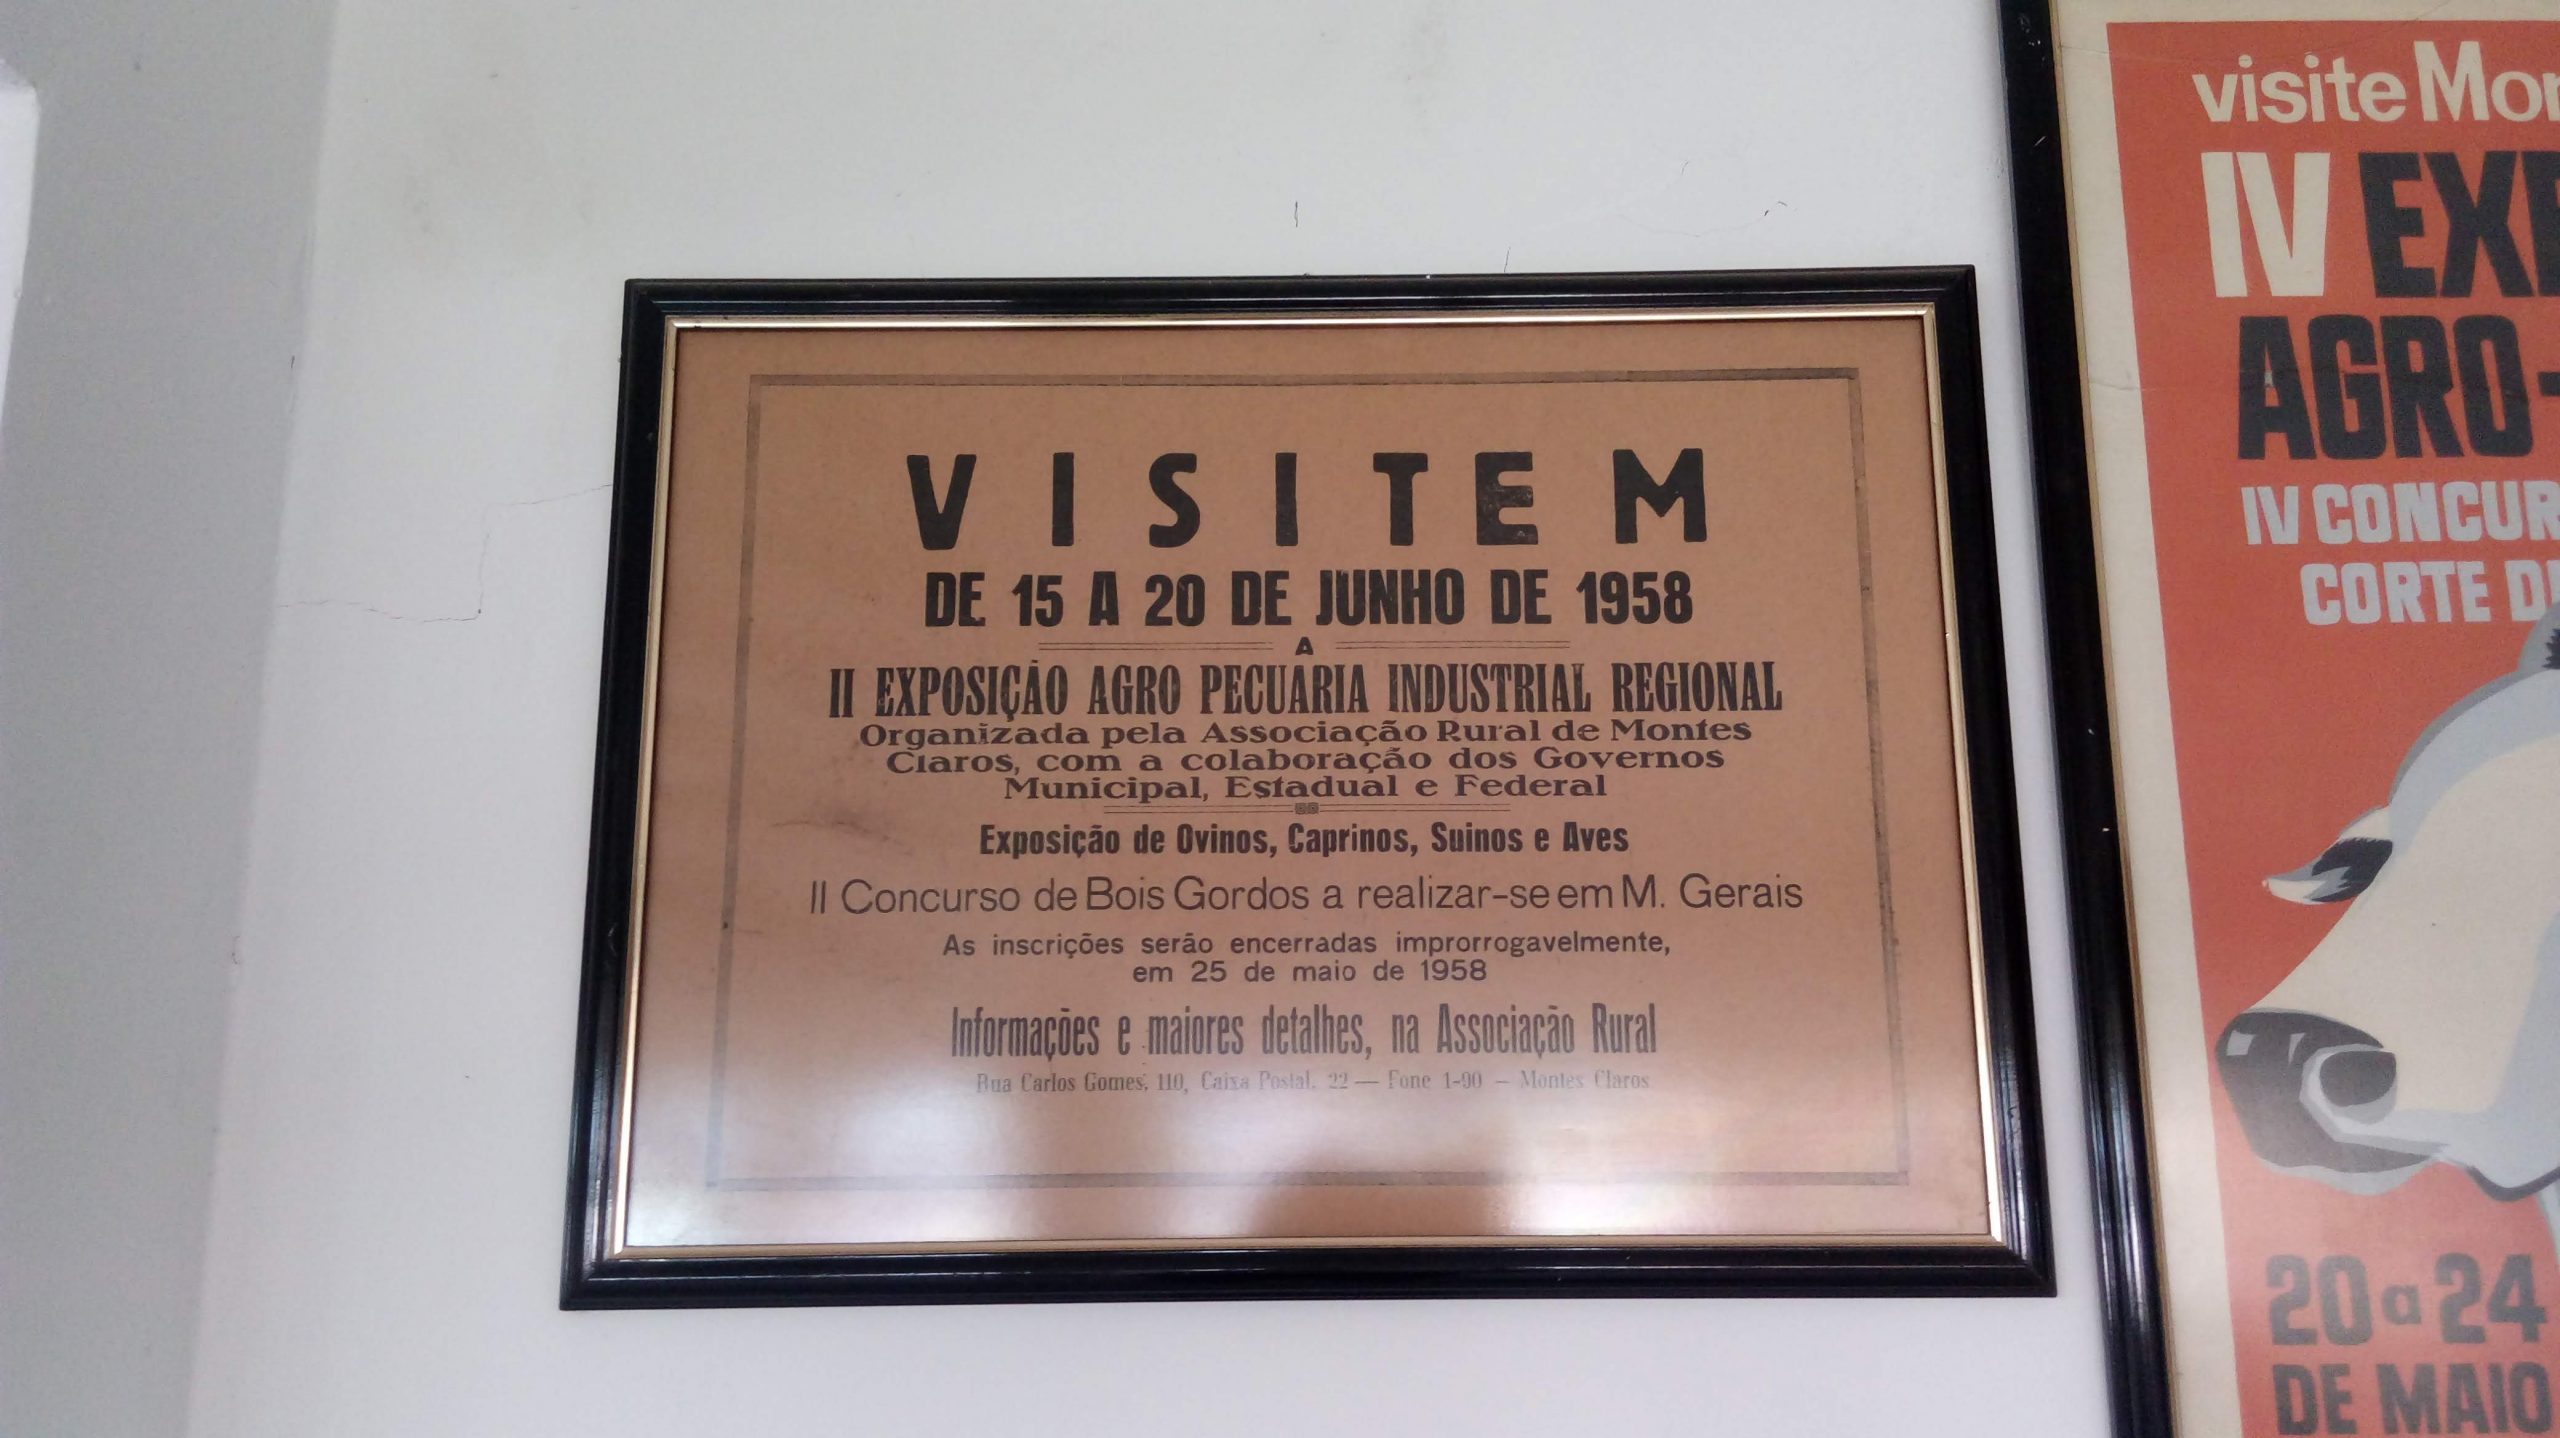 VISITEM
DE 15 A 20 DE JUNHO DE 1958
A
II EXPOSIÇÃO AGRO PECUÁRIA INDUSTRIAL REGIONAL
Organizada pela Associação Rural de Montes
Claros, com a colaboração dos Governos
Municipal, Estadual e Federal
Exposição de Ovinos, Caprinos, Suinos e Aves
II Concurso de Bois Gordos a realizar-se em M. Gerais
As inscrições serão encerradas improrrogavelmente,
em 25 de maio de 1958
Informações e maiores detalhes, na Associação Rural
Rua Carlos Gomes, 110, Caixa Postal, 22 — Fone 1-90 — Montes Claros
visite Mon
IV EXP
AGRO-
IV CONCUR
CORTE DE
20 a 24
DE MAIO